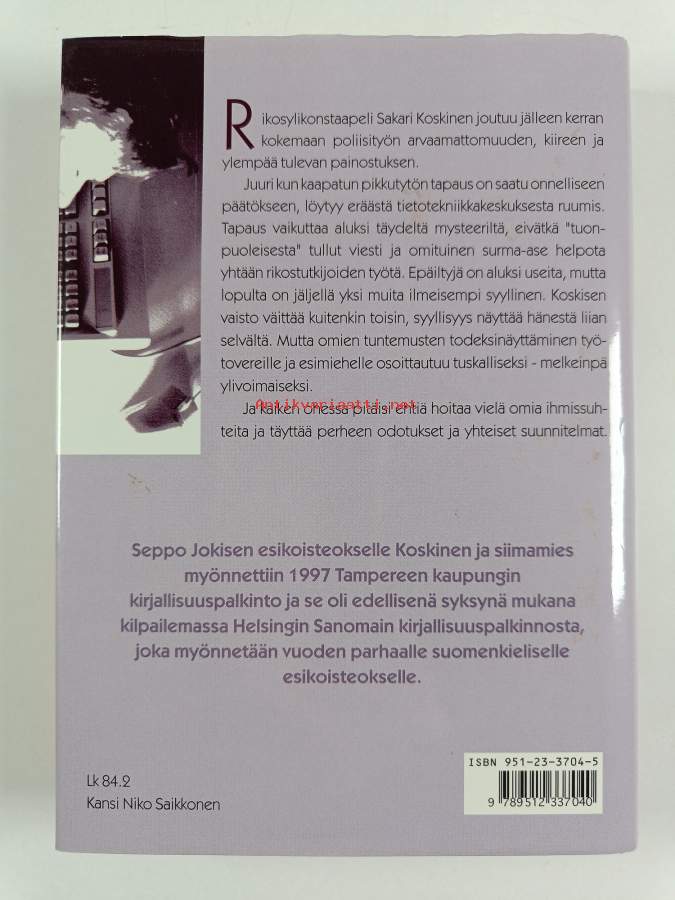 Rikosylikonstaapeli Sakari Koskinen joutuu jälleen kerran
kokemaan poliisityön arvaamattomuuden, kiireen ja
ylempää tulevan painostuksen.
Juuri kun kaapatun pikkutytön tapaus on saatu onnelliseen
päätökseen, löytyy eräästä tietotekniikkakeskuksesta ruumis.
Tapaus vaikuttaa aluksi täydeltä mysteeriltä, eivätkä "tuon-
puoleisesta" tullut viesti ja omituinen surma-ase helpota
yhtään rikostutkijoiden työtä. Epäiltyjä on aluksi useita, mutta
lopulta on jäljellä yksi muita ilmeisempi syyllinen. Koskisen
vaisto väittää kuitenkin toisin, syyllisyys näyttää hänestä liian
selvältä. Mutta omien tuntemusten todeksinäyttäminen työ-
tovereille ja esimiehelle osoittautuu tuskalliseksi - melkeinpä
ylivoimaiseksi.
Ja kaiken ohessa pitäisi ehtiä hoitaa vielä omia ihmissuh-
teita ja täyttää perheen odotukset ja yhteiset suunnitelmat.
Antikvariaatti.net
Seppo Jokisen esikoisteokselle Koskinen ja siimamies
myönnettiin 1997 Tampereen kaupungin
kirjallisuuspalkinto ja se oli edellisenä syksynä mukana
kilpailemassa Helsingin Sanomain kirjallisuuspalkinnosta,
joka myönnetään vuoden parhaalle suomenkieliselle
esikoisteokselle.
Lk 84.2
Kansi Niko Saikkonen
ISBN 951-23-3704-5
9 789512 337040